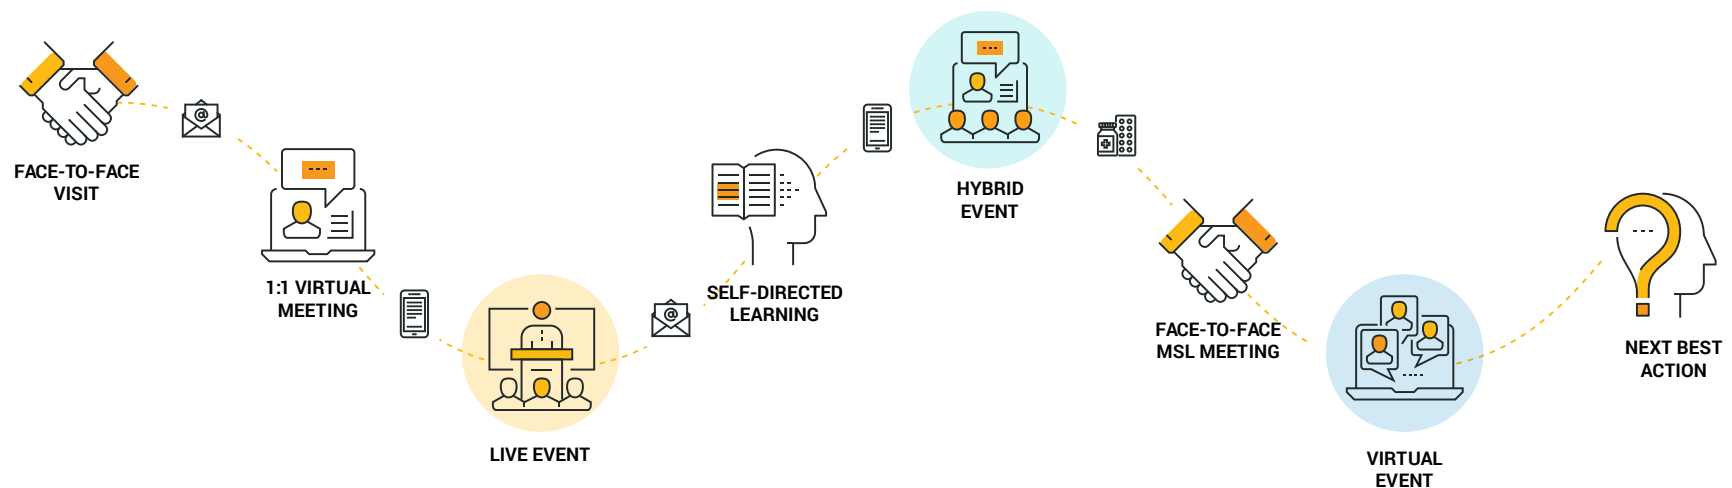 FACE-TO-FACE
VISIT
@
1:1 VIRTUAL
MEETING
LIVE EVENT
@
SELF-DIRECTED
LEARNING
HYBRID
EVENT
FACE-TO-FACE
MSL MEETING
VIRTUAL
EVENT
NEXT BEST
ACTION